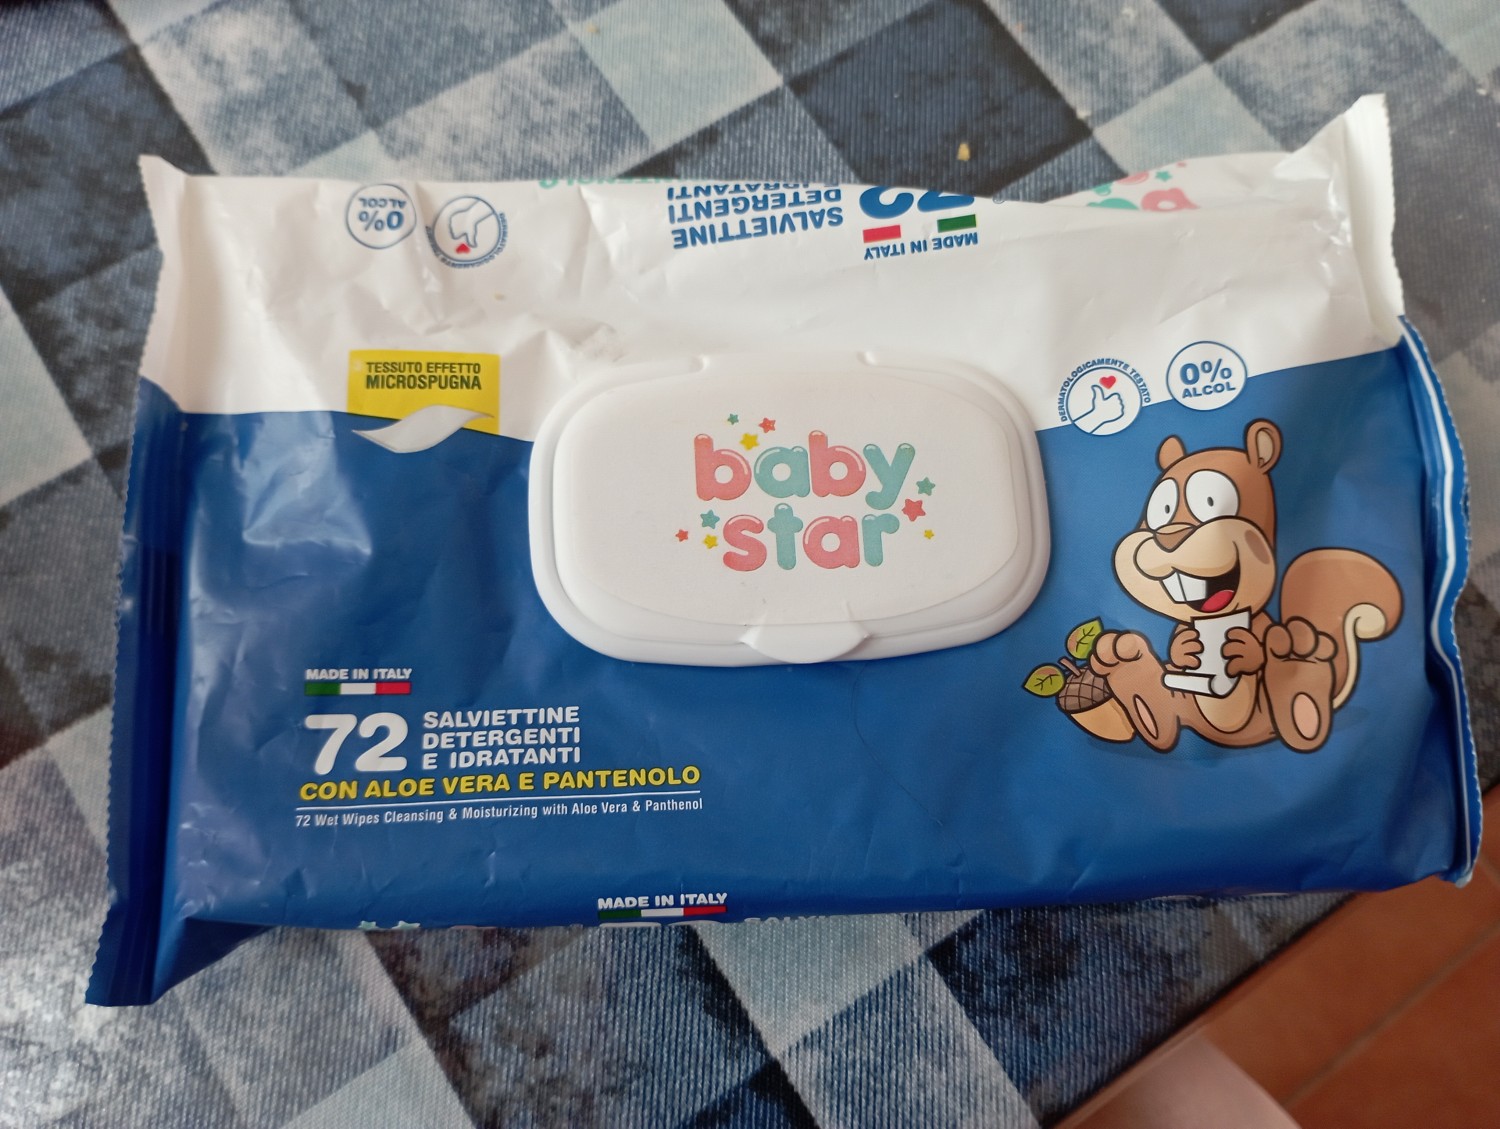 0%
ALCOL
SALVIETTINE
DETERGENTI
E IDRATANTI
72
MADE IN ITALY
TESSUTO EFFETTO
MICROSPUGNA
DERMATOLOGICAMENTE TESTATO
0%
ALCOL
baby
star
MADE IN ITALY
72
SALVIETTINE
DETERGENTI
E IDRATANTI
CON ALOE VERA E PANTENOLO
72 Wet Wipes Cleansing & Moisturizing with Aloe Vera & Panthenol
MADE IN ITALY